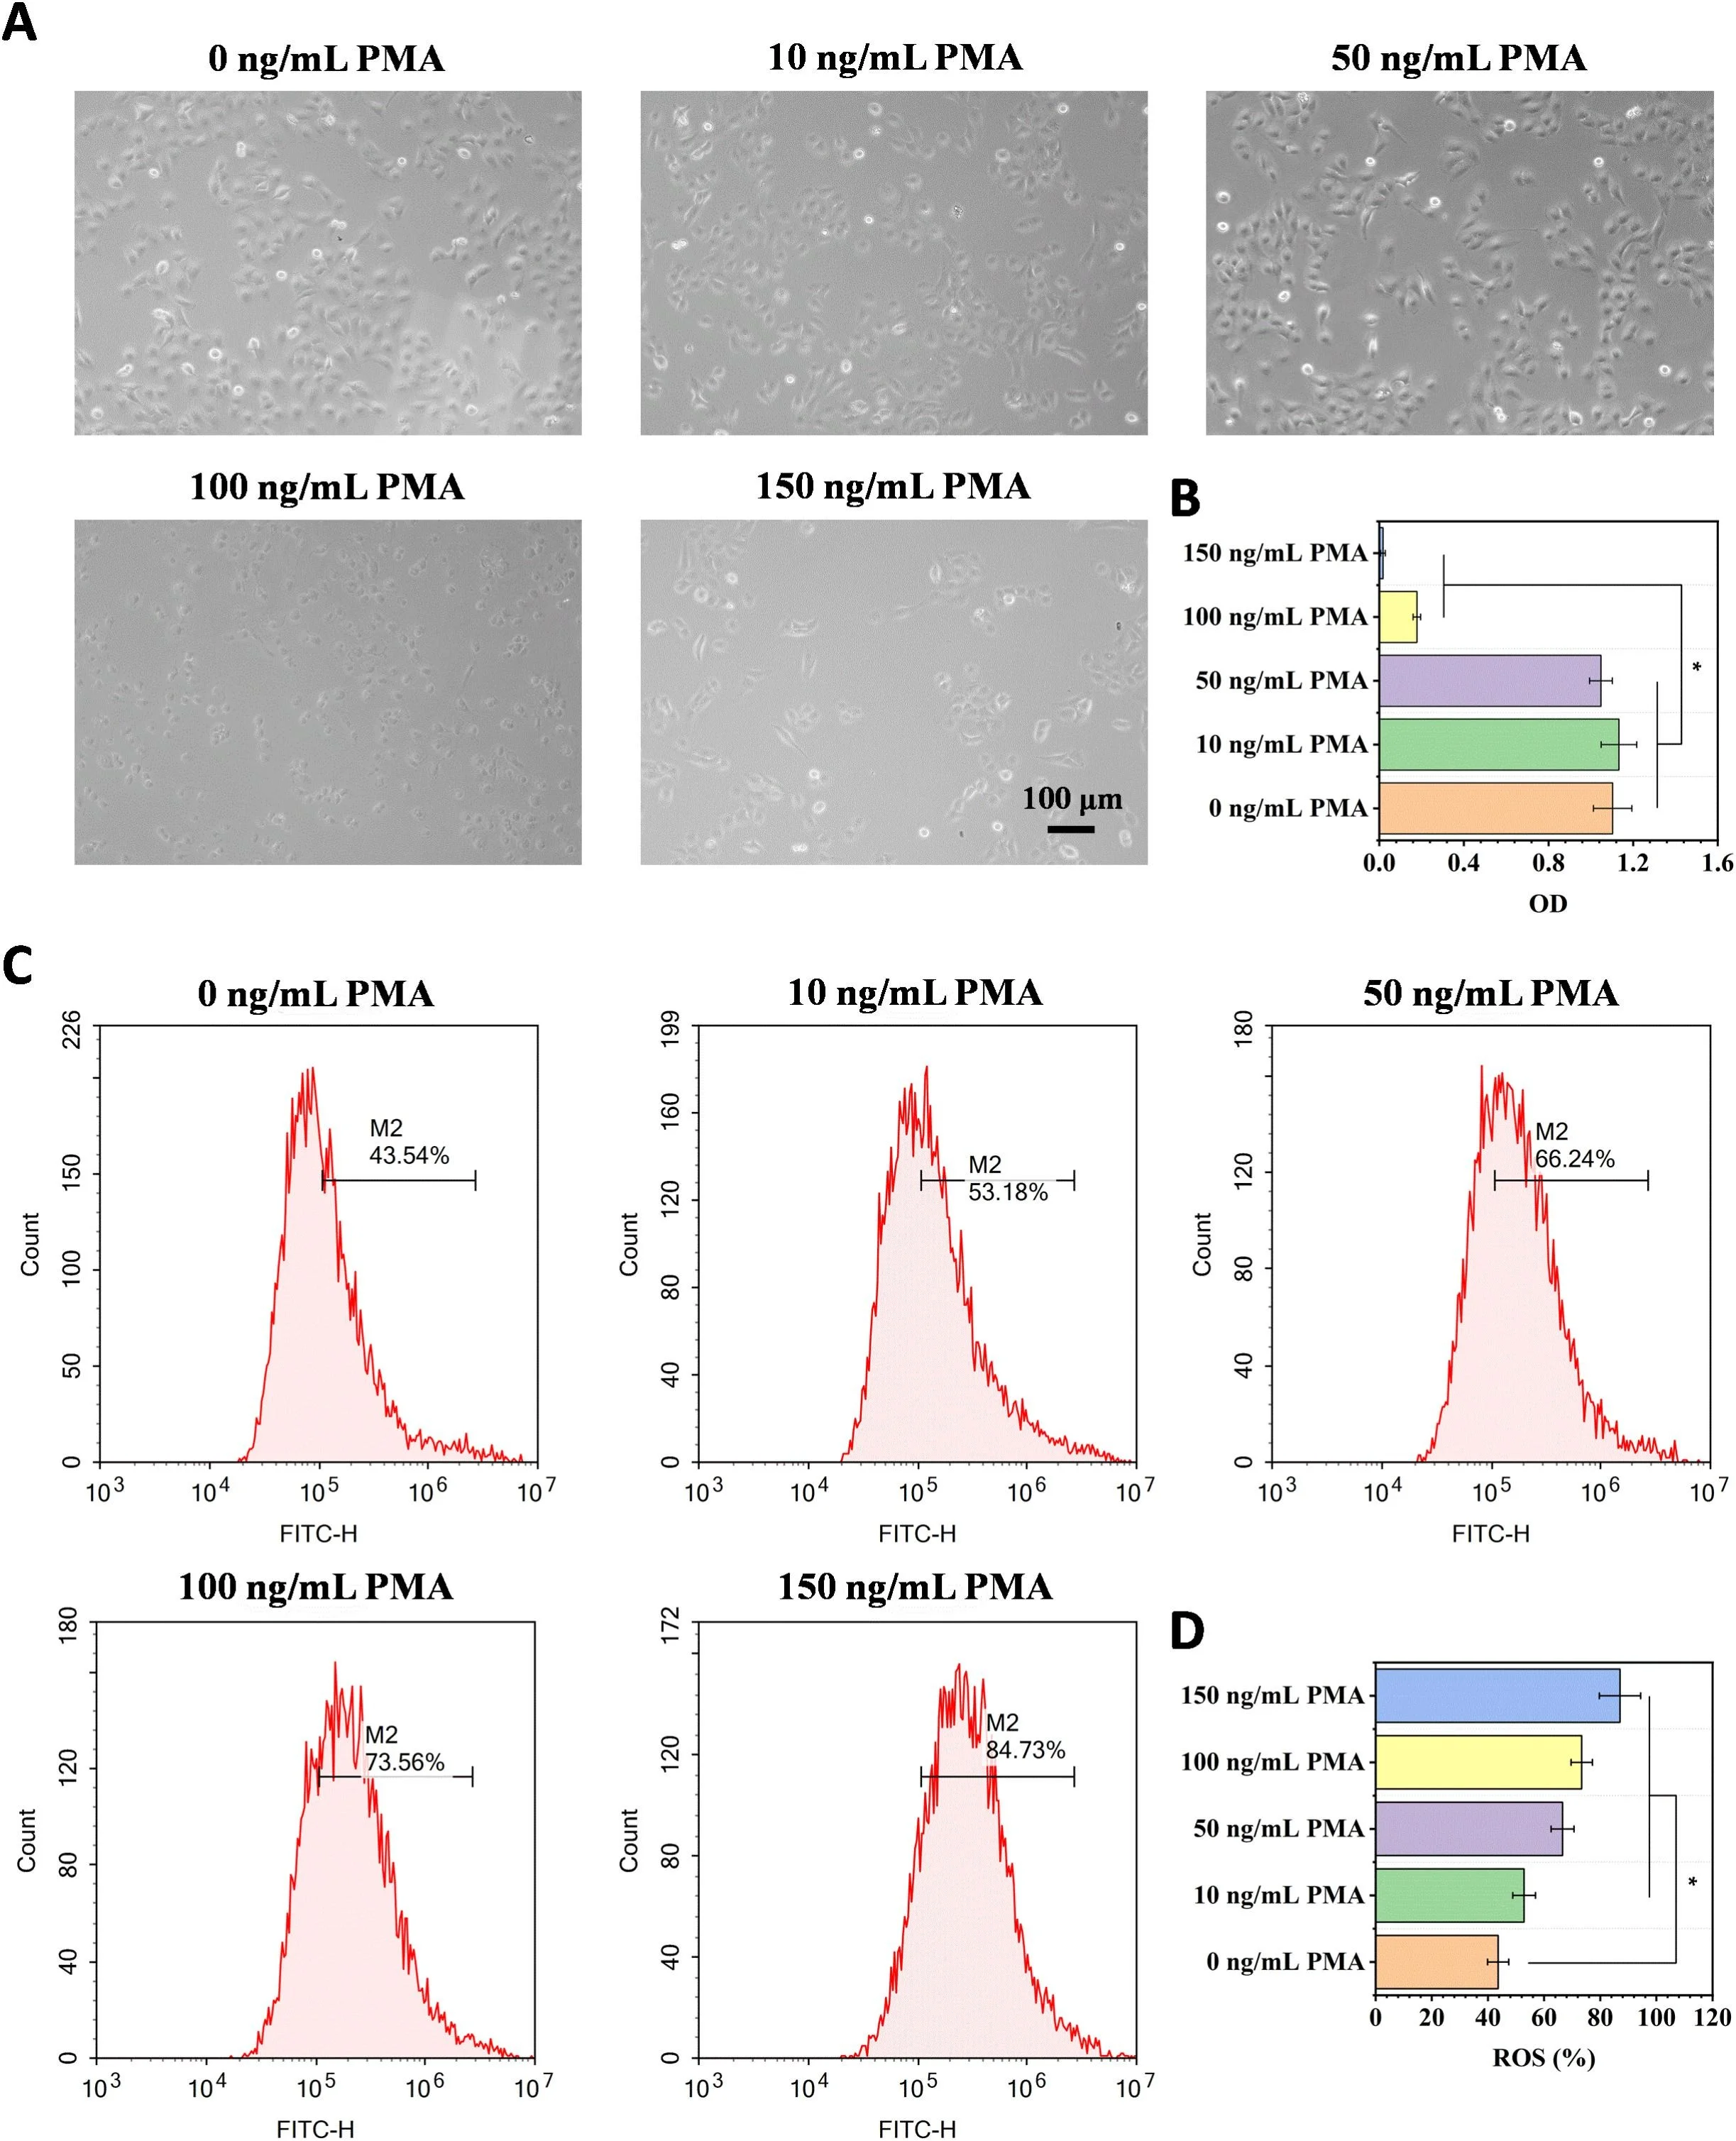 A
0 ng/mL PMA
10 ng/mL PMA
50 ng/mL PMA
100 ng/mL PMA
150 ng/mL PMA
100 µm
B
150 ng/mL PMA
100 ng/mL PMA
50 ng/mL PMA
10 ng/mL PMA
0 ng/mL PMA
*
0.0 0.4 0.8 1.2 1.6
OD
C
0 ng/mL PMA
226
150
100
50
0
Count
M2
43.54%
10^3 10^4 10^5 10^6 10^7
FITC-H
10 ng/mL PMA
199
160
120
80
40
0
Count
M2
53.18%
10^3 10^4 10^5 10^6 10^7
FITC-H
50 ng/mL PMA
180
120
80
40
0
Count
M2
66.24%
10^3 10^4 10^5 10^6 10^7
FITC-H
100 ng/mL PMA
180
120
80
40
0
Count
M2
73.56%
10^3 10^4 10^5 10^6 10^7
FITC-H
150 ng/mL PMA
172
120
80
40
0
Count
M2
84.73%
10^3 10^4 10^5 10^6 10^7
FITC-H
D
150 ng/mL PMA
100 ng/mL PMA
50 ng/mL PMA
10 ng/mL PMA
0 ng/mL PMA
*
0 20 40 60 80 100 120
ROS (%)